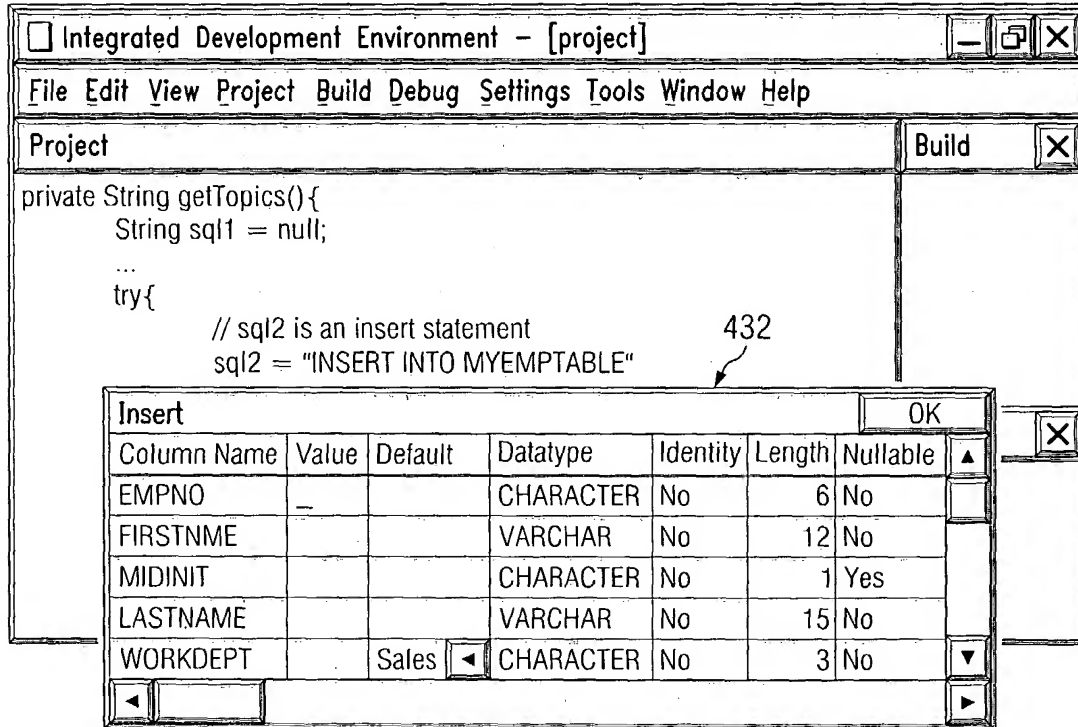 Integrated Development Environment – [project]
File Edit View Project Build Debug Settings Tools Window Help
Project Build
private String getTopics(){
String sql1 = null;
...
try{
// sql2 is an insert statement
sql2 = "INSERT INTO MYEMPTABLE"
432
Insert OK
Column Name Value Default Datatype Identity Length Nullable
EMPNO _ CHARACTER No 6 No
FIRSTNME VARCHAR No 12 No
MIDINIT CHARACTER No 1 Yes
LASTNAME VARCHAR No 15 No
WORKDEPT Sales CHARACTER No 3 No